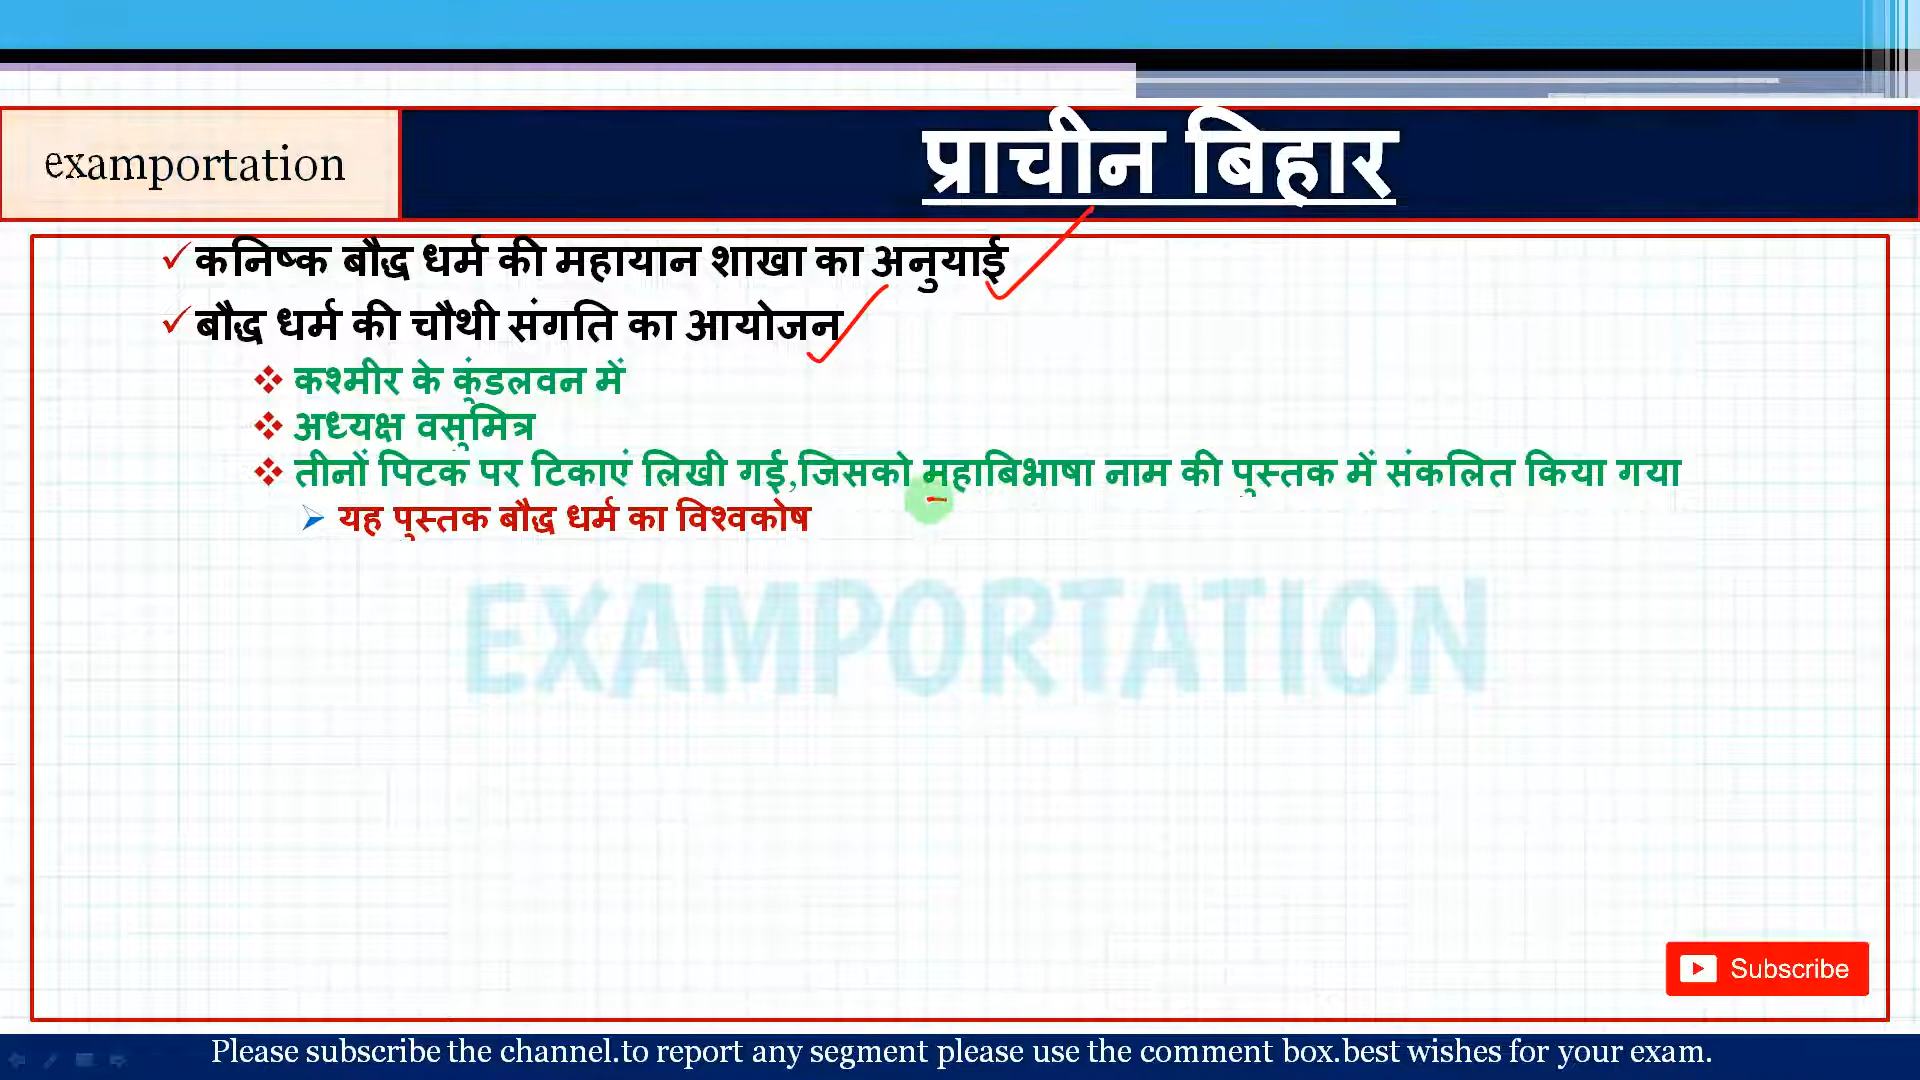 examportation
प्राचीन बिहार
कनिष्क बौद्ध धर्म की महायान शाखा का अनुयाई
बौद्ध धर्म की चौथी संगति का आयोजन
कश्मीर के कुंडलवन में
अध्यक्ष वसुमित्र
तीनों पिटक पर टिकाएं लिखी गई,जिसको महाबिभाषा नाम की पुस्तक में संकलित किया गया
यह पुस्तक बौद्ध धर्म का विश्वकोष
EXAMPORTATION
Subscribe
Please subscribe the channel.to report any segment please use the comment box.best wishes for your exam.